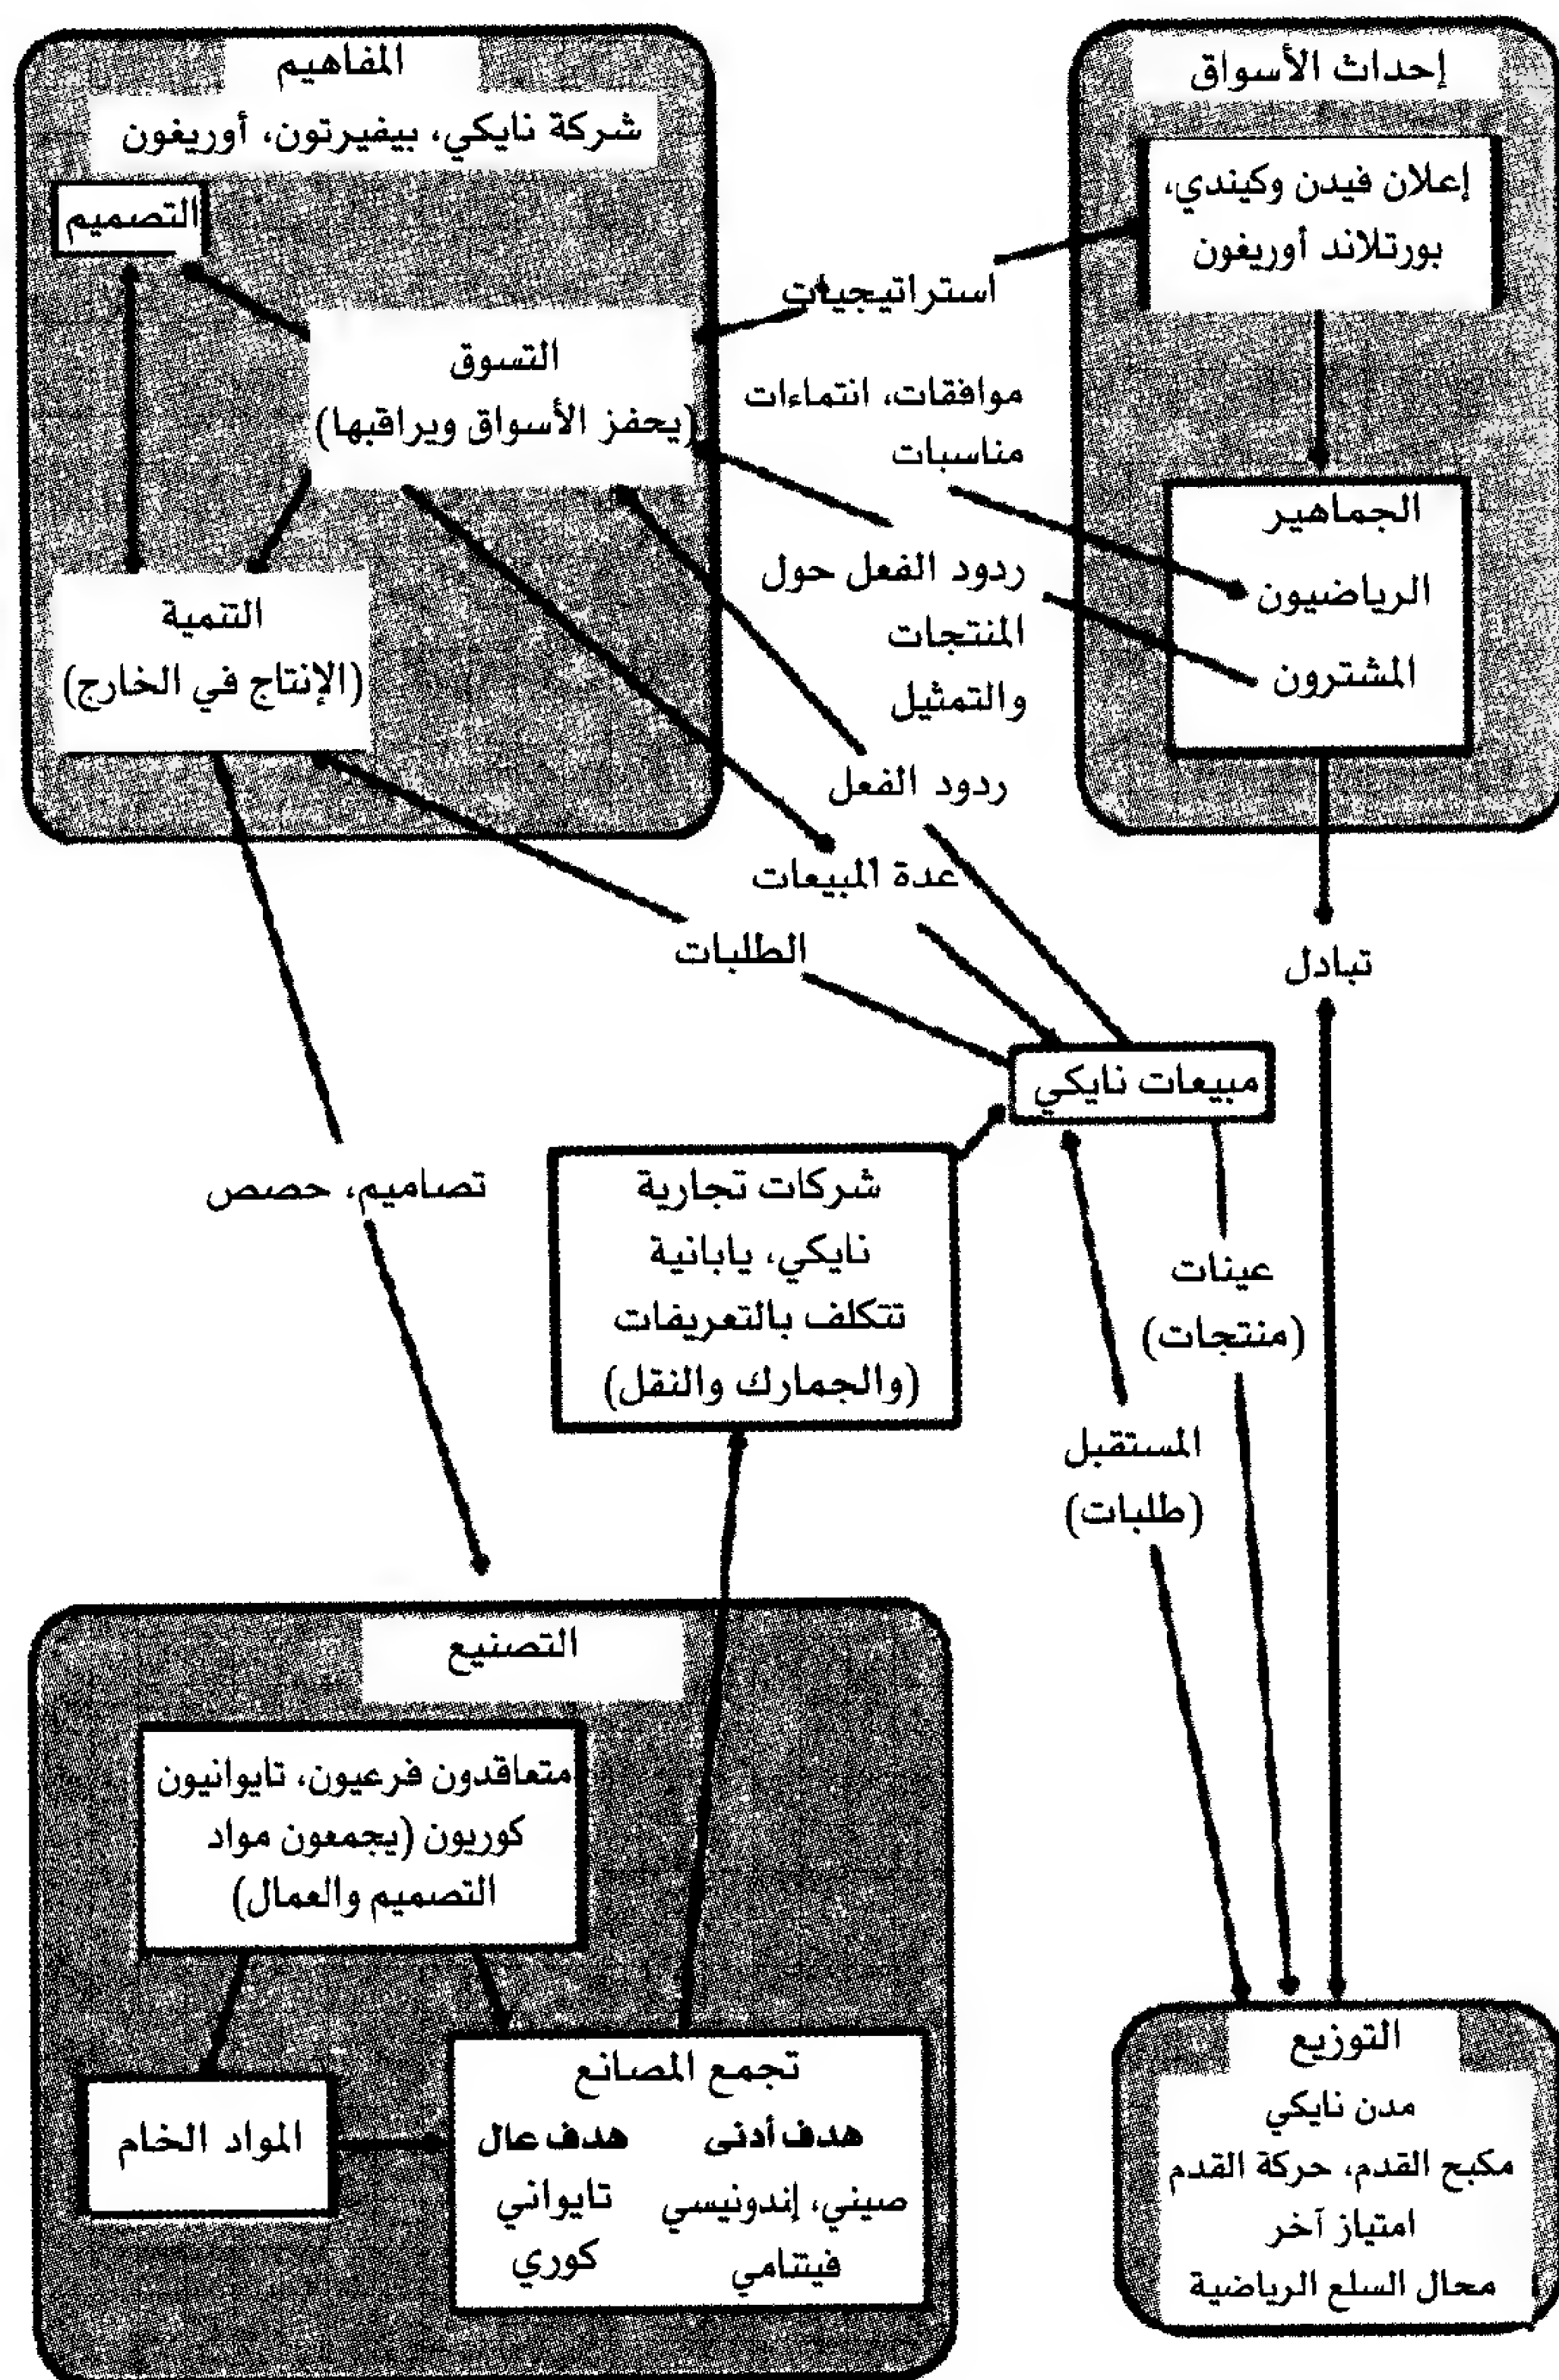 المفاهيم
شركة نايكي، بيفيرتون، أوريغون
التصميم
التسوق
(يحفز الأسواق ويراقبها)
التنمية
(الإنتاج في الخارج)
إحداث الأسواق
إعلان فيدن وكيندي،
بورتلاند أوريغون
الجماهير
الرياضيون
المشترون
استراتيجيات
موافقات، انتماءات
مناسبات
ردود الفعل حول
المنتجات
والتمثيل
ردود الفعل
عدة المبيعات
الطلبات
تبادل
مبيعات نايكي
تصاميم، حصص
شركات تجارية
نايكي، يابانية
تتكلف بالتعريفات
(والجمارك والنقل)
عينات
(منتجات)
المستقبل
(طلبات)
التصنيع
متعاقدون فرعيون، تايوانيون
كوريون (يجمعون مواد
التصميم والعمال)
المواد الخام
تجمع المصانع
هدف أدنى هدف عال
صيني، إندونيسي تايواني
فيتنامي كوري
التوزيع
مدن نايكي
مكبح القدم، حركة القدم
امتياز آخر
محال السلع الرياضية